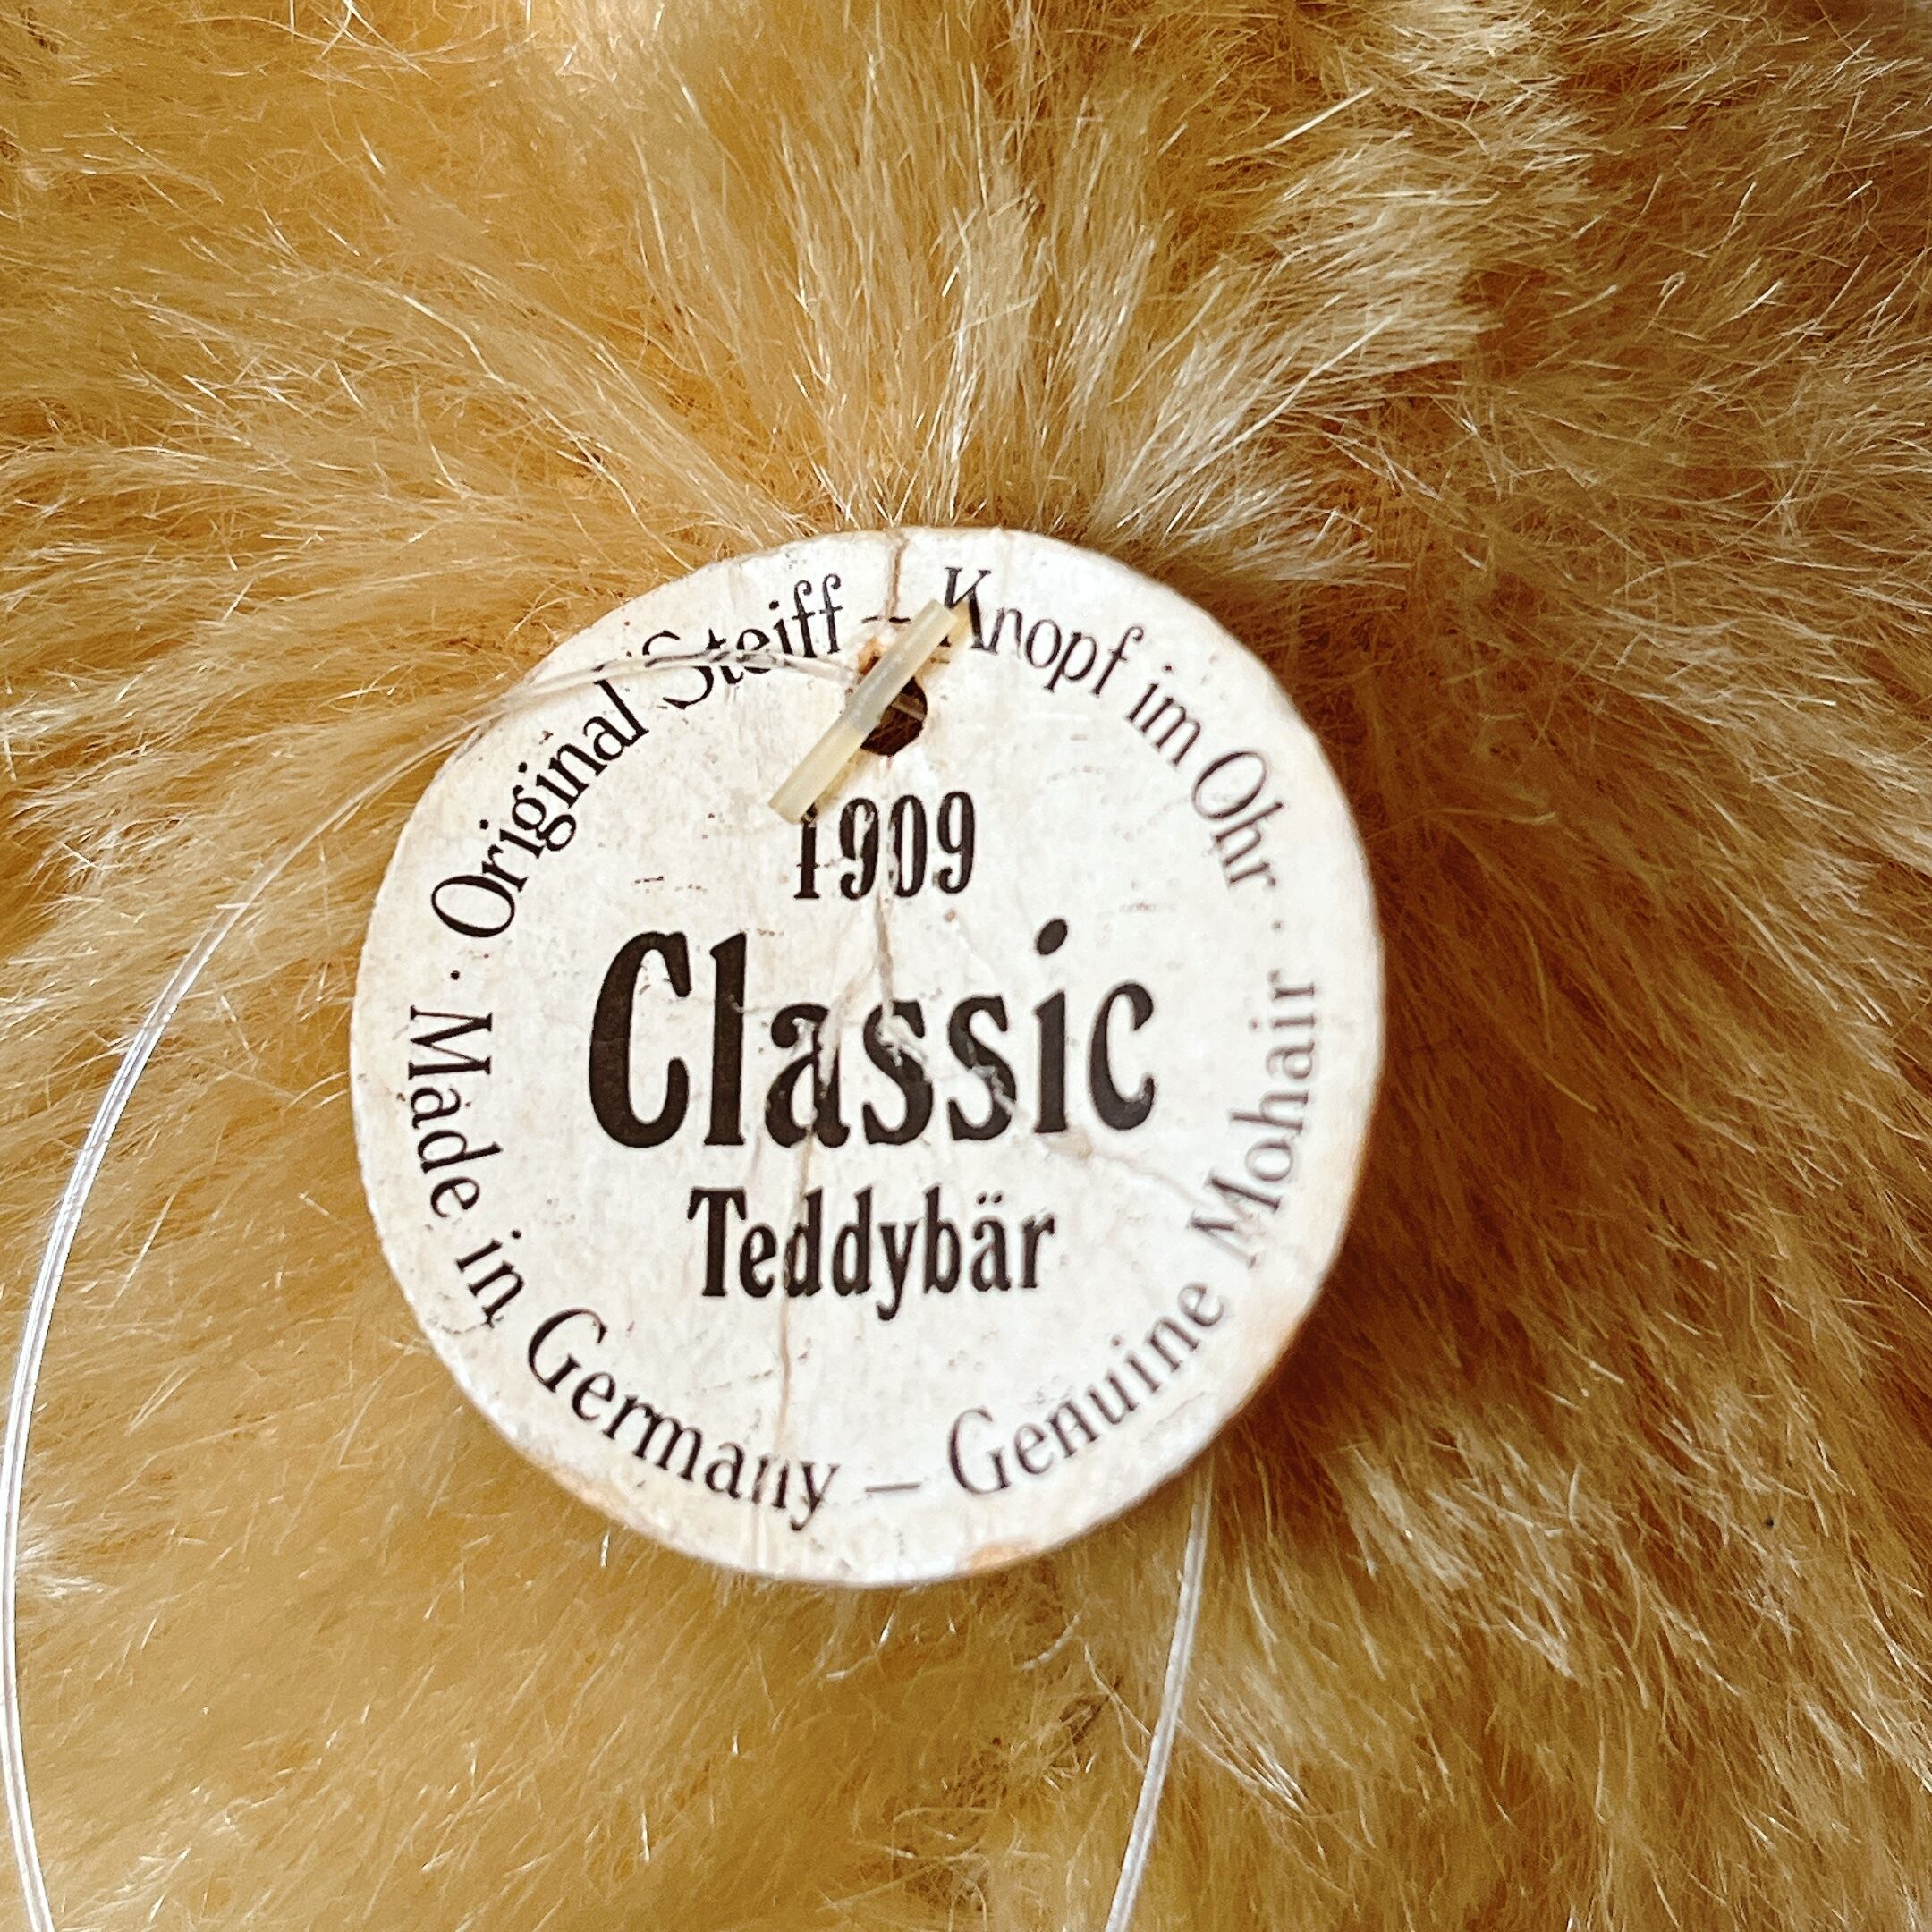 · Original Steiff – Knopf im Ohr ·
1909
Classic
Teddybär
Made in Germany – Genuine Mohair